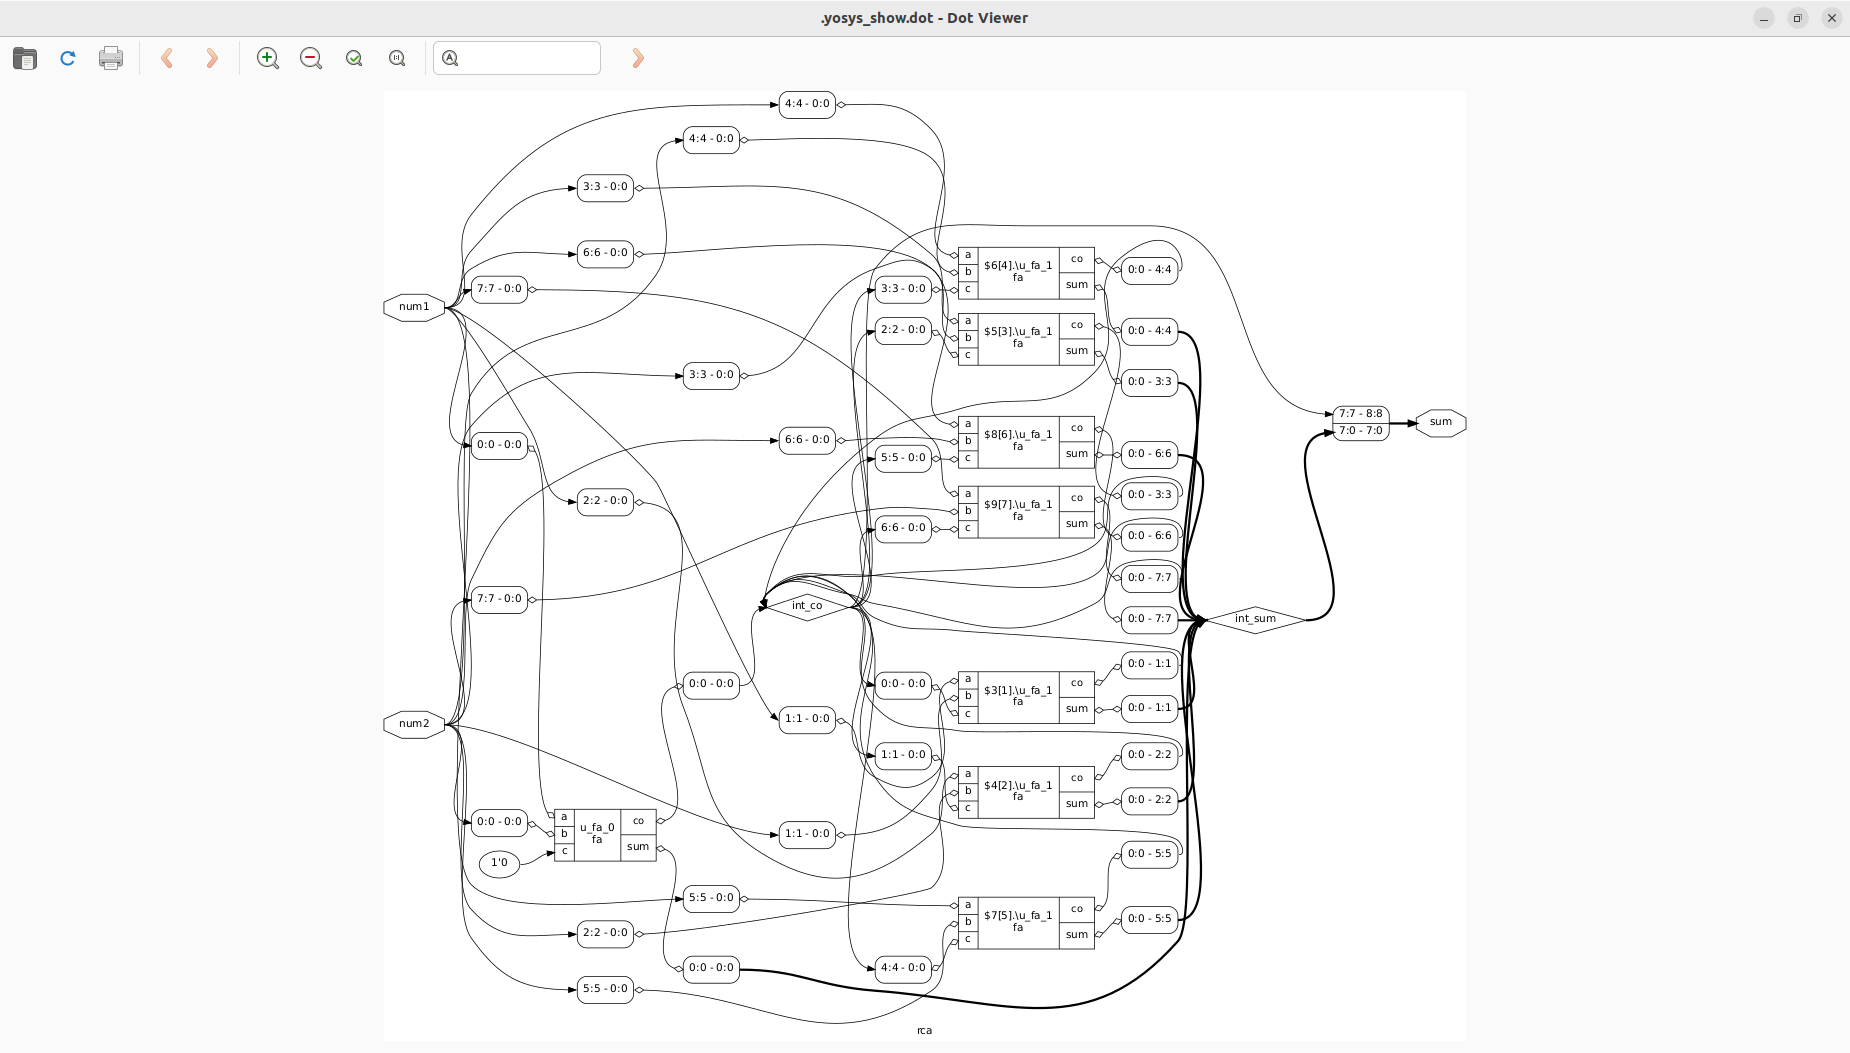 .yosys_show.dot - Dot Viewer
4:4 - 0:0
4:4 - 0:0
3:3 - 0:0
6:6 - 0:0
7:7 - 0:0
num1
3:3 - 0:0
0:0 - 0:0
6:6 - 0:0
2:2 - 0:0
7:7 - 0:0
num2
0:0 - 0:0
1:1 - 0:0
1:1 - 0:0
0:0 - 0:0
1'0
a
b
c
u_fa_0
fa
co
sum
5:5 - 0:0
2:2 - 0:0
0:0 - 0:0
5:5 - 0:0
int_co
3:3 - 0:0
2:2 - 0:0
5:5 - 0:0
6:6 - 0:0
0:0 - 0:0
1:1 - 0:0
4:4 - 0:0
a
b
c
$6[4].\u_fa_1
fa
co
sum
a
b
c
$5[3].\u_fa_1
fa
co
sum
a
b
c
$8[6].\u_fa_1
fa
co
sum
a
b
c
$9[7].\u_fa_1
fa
co
sum
a
b
c
$3[1].\u_fa_1
fa
co
sum
a
b
c
$4[2].\u_fa_1
fa
co
sum
a
b
c
$7[5].\u_fa_1
fa
co
sum
0:0 - 4:4
0:0 - 4:4
0:0 - 3:3
0:0 - 6:6
0:0 - 3:3
0:0 - 6:6
0:0 - 7:7
0:0 - 7:7
0:0 - 1:1
0:0 - 1:1
0:0 - 2:2
0:0 - 2:2
0:0 - 5:5
0:0 - 5:5
int_sum
7:7 - 8:8
7:0 - 7:0
sum
rca